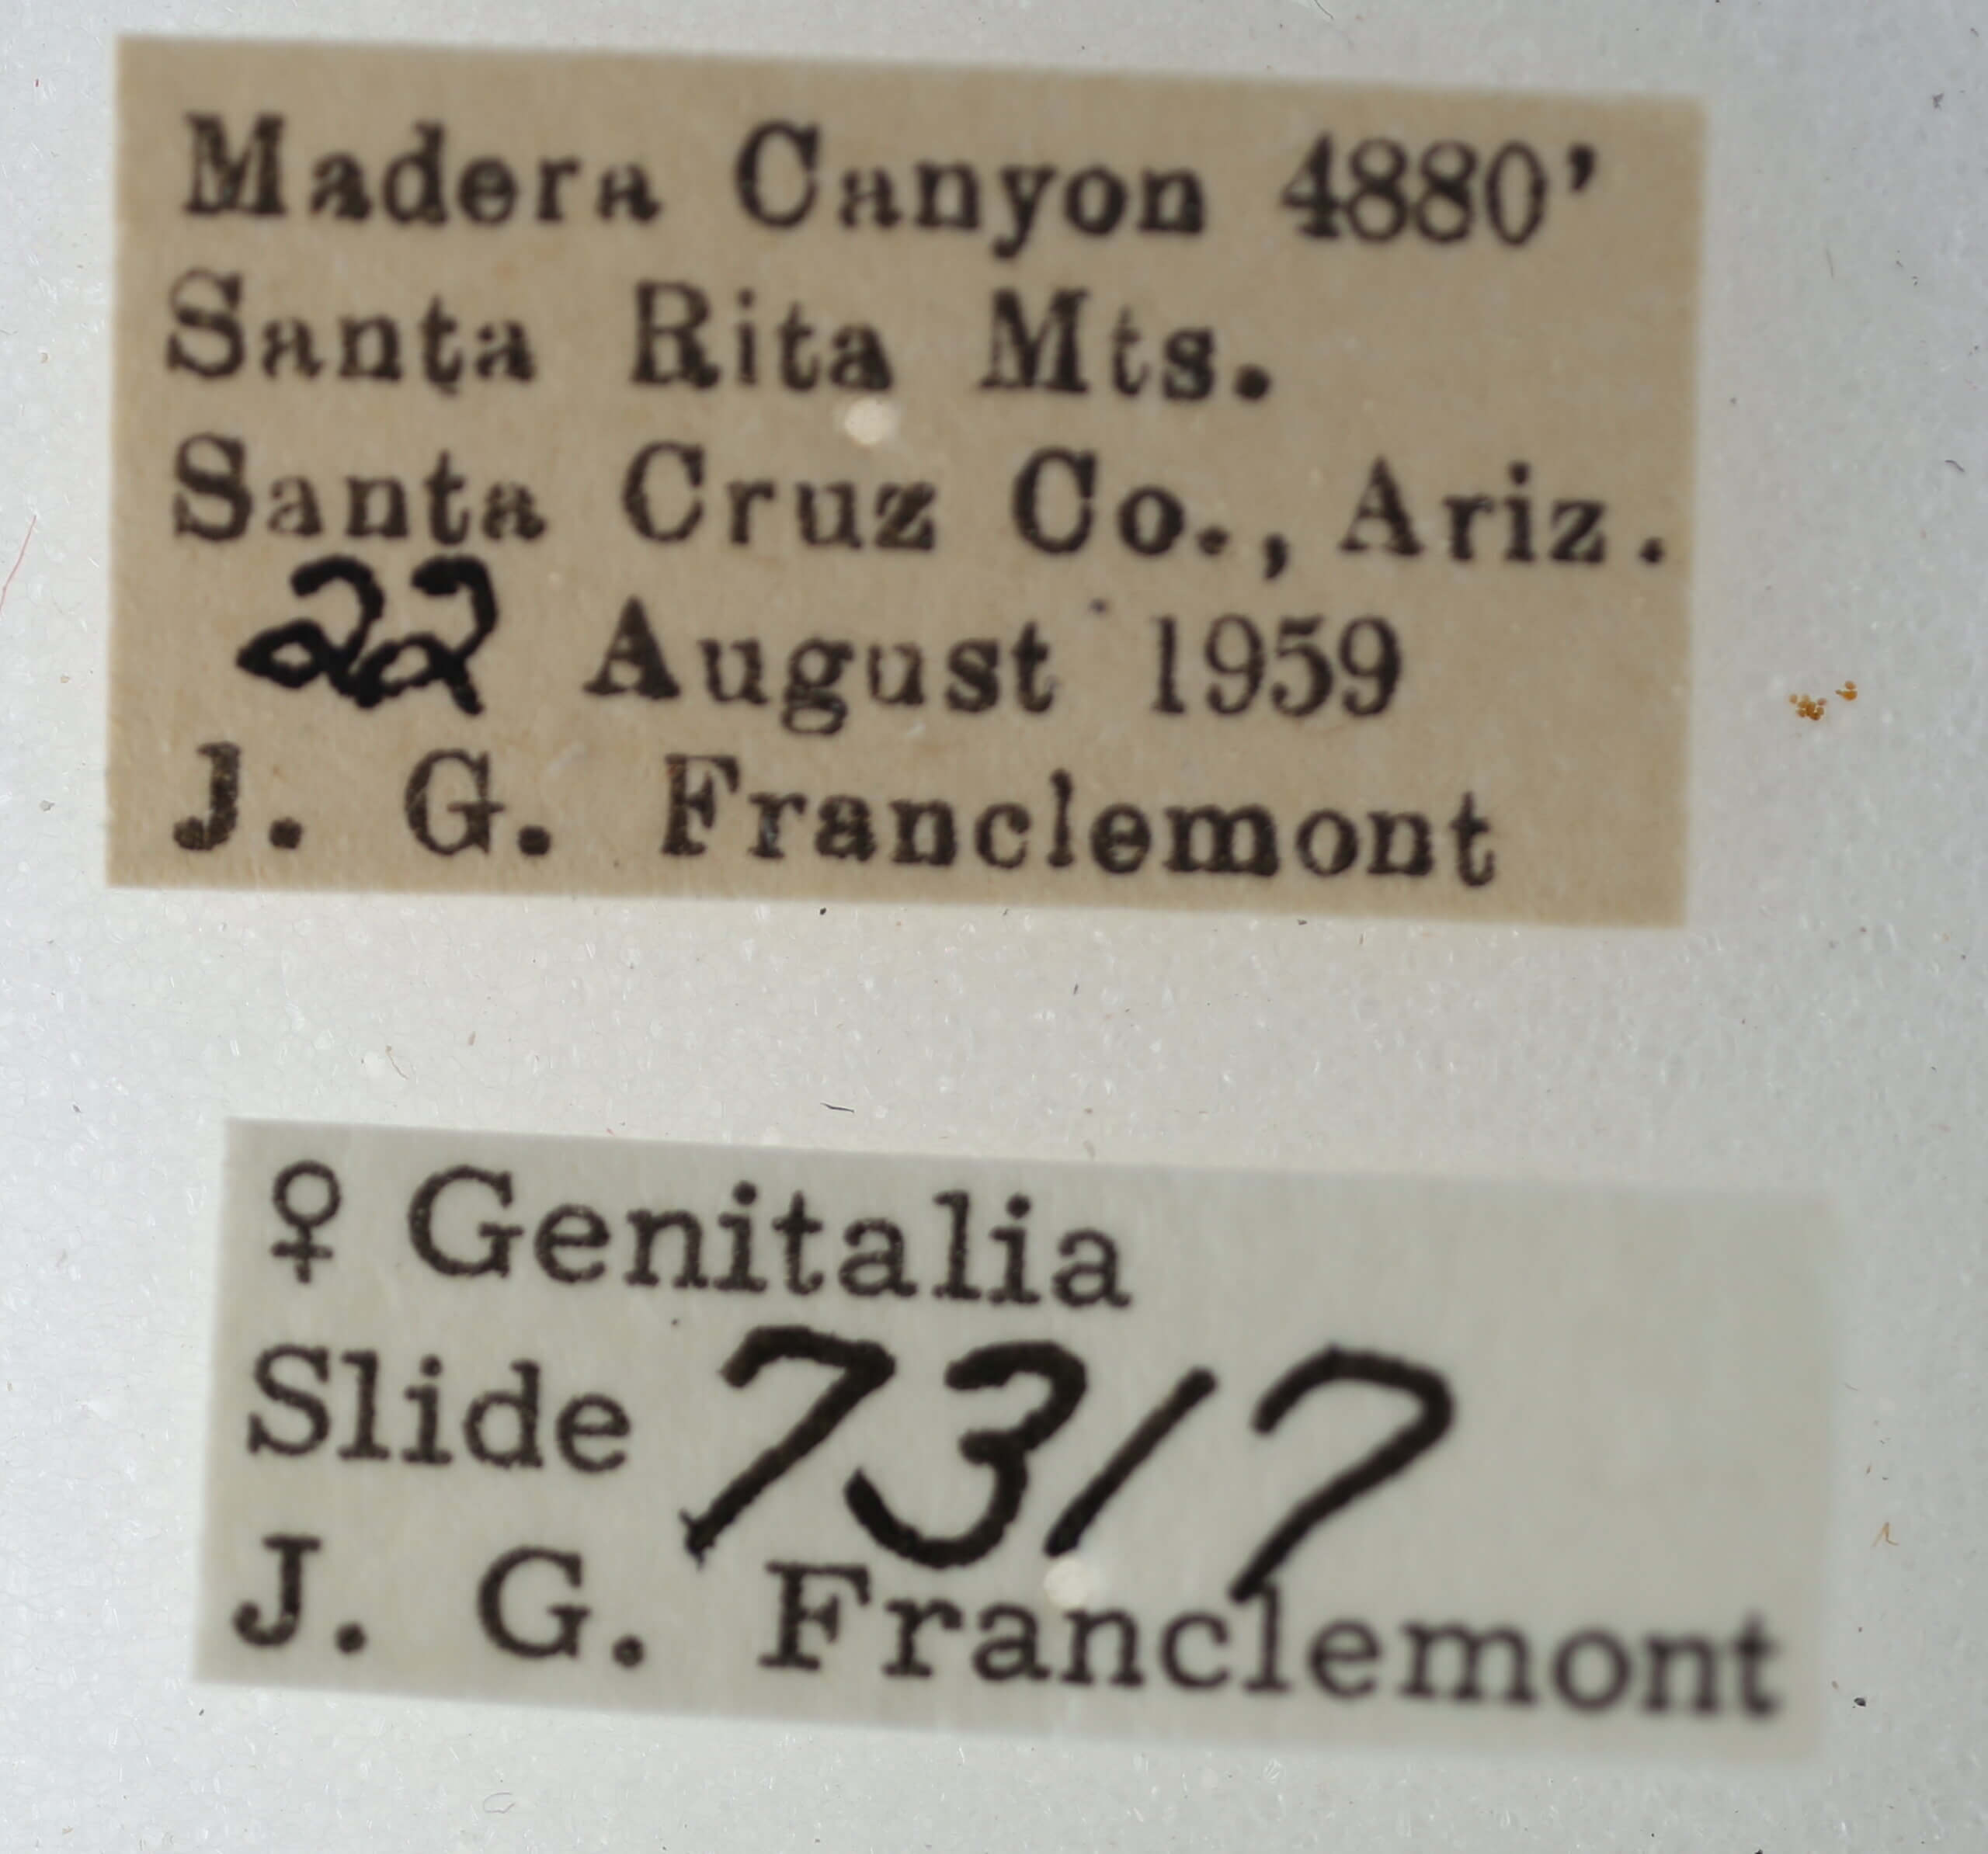 Madera Canyon 4880'
Santa Rita Mts.
Santa Cruz Co., Ariz.
22 August 1959
J. G. Franclemont
♀ Genitalia
Slide 7317
J. G. Franclemont